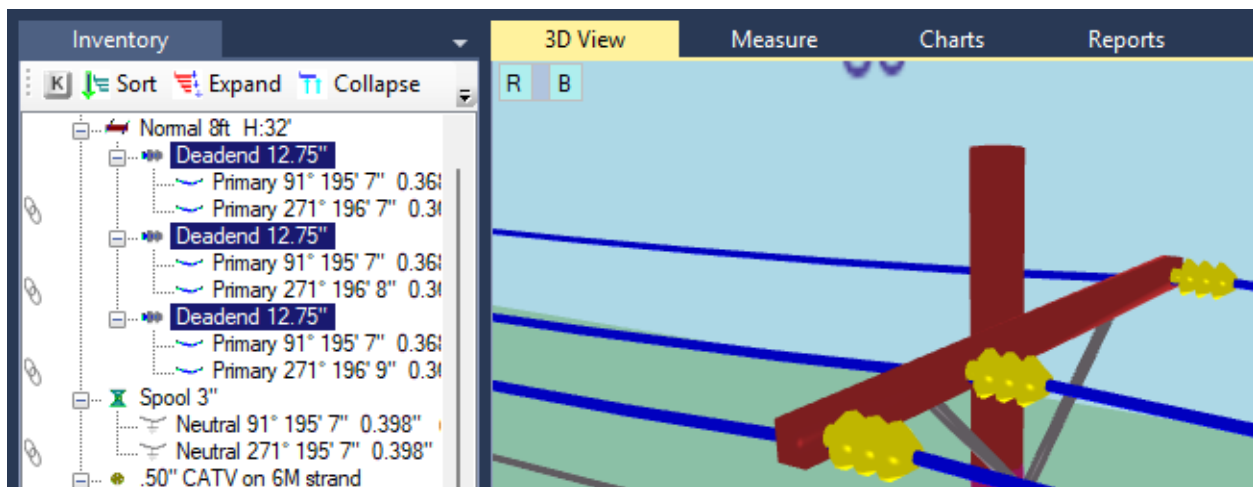 Inventory
3D View Measure Charts Reports
K Sort Expand Collapse
R B
Normal 8ft H:32'
Deadend 12.75"
Primary 91° 195' 7" 0.368
Primary 271° 196' 7" 0.36
Deadend 12.75"
Primary 91° 195' 7" 0.368
Primary 271° 196' 8" 0.36
Deadend 12.75"
Primary 91° 195' 7" 0.368
Primary 271° 196' 9" 0.36
Spool 3"
Neutral 91° 195' 7" 0.398"
Neutral 271° 195' 7" 0.398"
.50" CATV on 6M strand